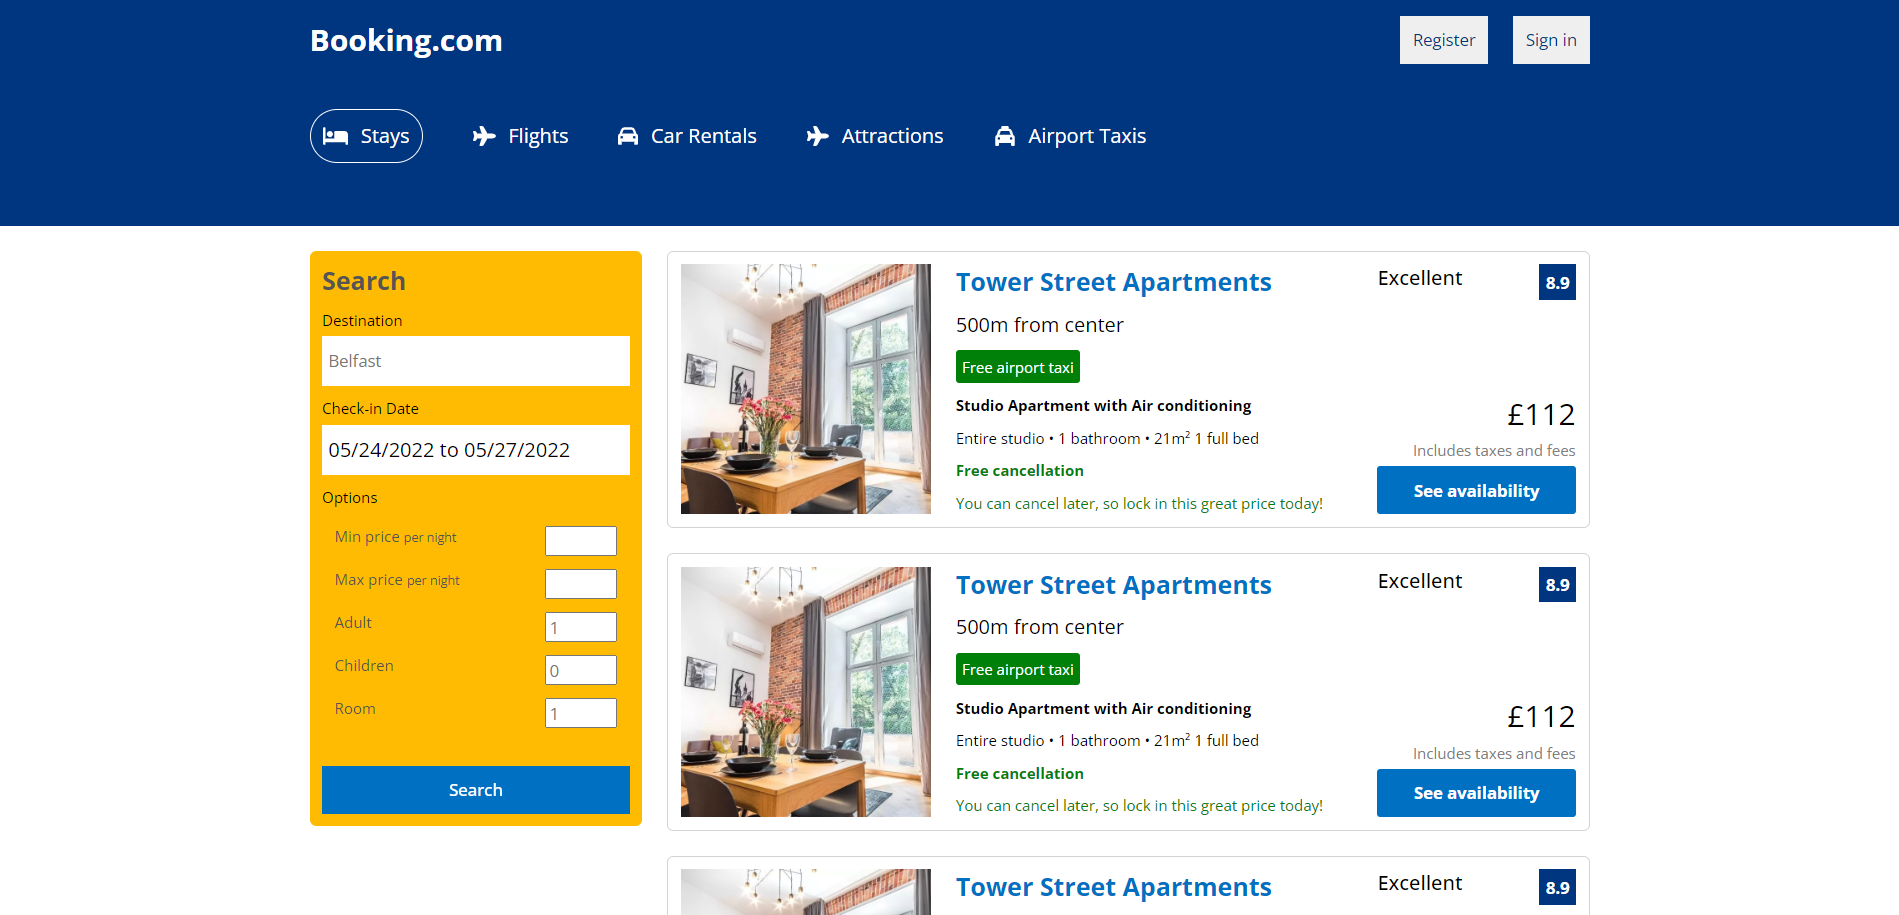 Booking.com
Register
Sign in
Stays
Flights
Car Rentals
Attractions
Airport Taxis
Search
Destination
Belfast
Check-in Date
05/24/2022 to 05/27/2022
Options
Min price per night
Max price per night
Adult
1
Children
0
Room
1
Search
Tower Street Apartments
500m from center
Free airport taxi
Studio Apartment with Air conditioning
Entire studio • 1 bathroom • 21m² 1 full bed
Free cancellation
You can cancel later, so lock in this great price today!
Excellent
8.9
£112
Includes taxes and fees
See availability
Tower Street Apartments
500m from center
Free airport taxi
Studio Apartment with Air conditioning
Entire studio • 1 bathroom • 21m² 1 full bed
Free cancellation
You can cancel later, so lock in this great price today!
Excellent
8.9
£112
Includes taxes and fees
See availability
Tower Street Apartments
Excellent
8.9